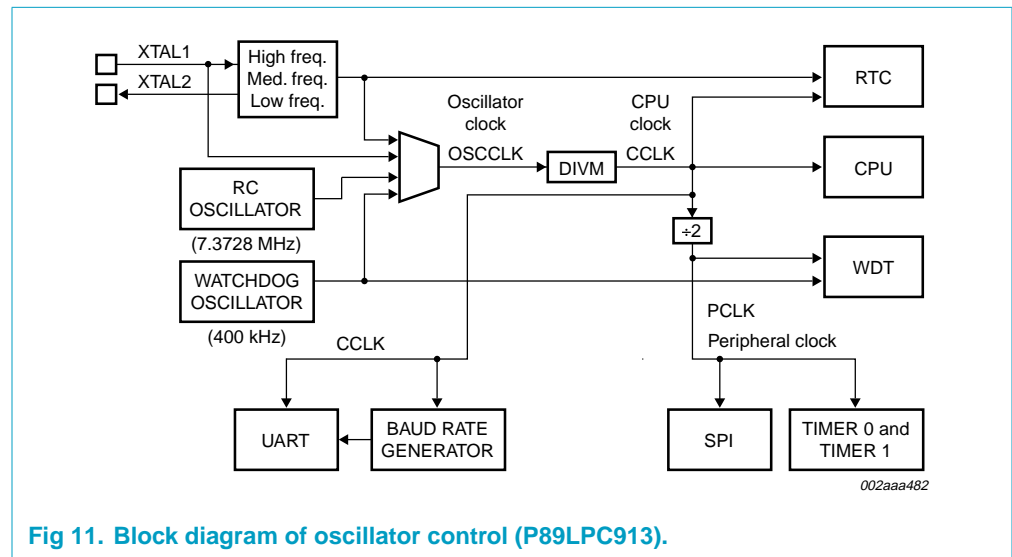 XTAL1
XTAL2
High freq.
Med. freq.
Low freq.
RTC
Oscillator
clock
OSCCLK
CPU
clock
CCLK
DIVM
CPU
RC
OSCILLATOR
(7.3728 MHz)
÷2
WDT
WATCHDOG
OSCILLATOR
(400 kHz)
PCLK
Peripheral clock
CCLK
UART
BAUD RATE
GENERATOR
SPI
TIMER 0 and
TIMER 1
002aaa482
Fig 11. Block diagram of oscillator control (P89LPC913).